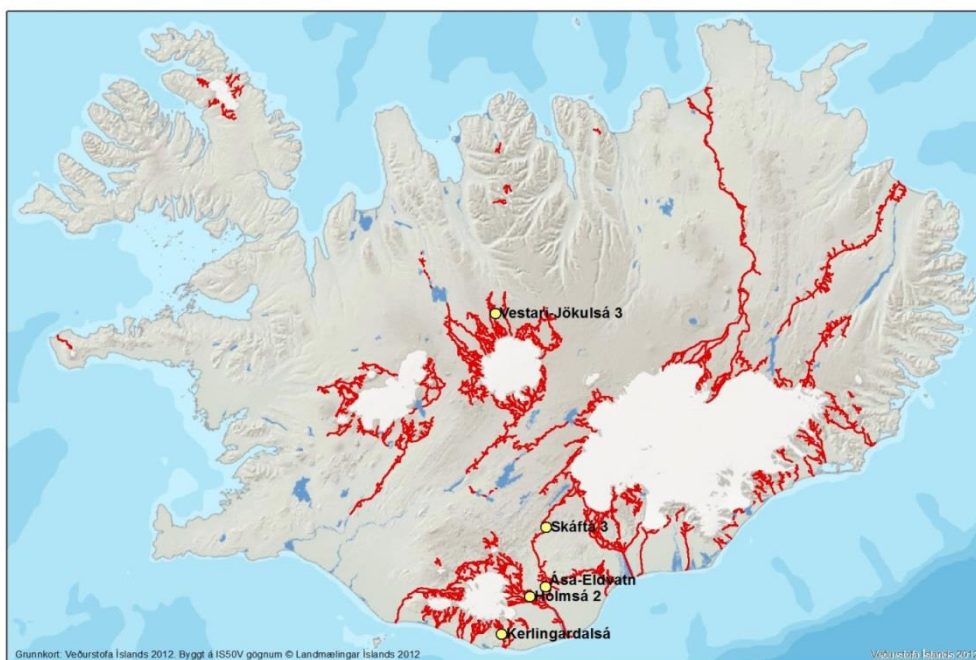 Vestari-Jökulsá 3
Skáftá 3
Ása-Eldvatn
Hólmsá 2
Kerlingardalsá
Grunnkort: Veðurstofa Íslands 2012. Byggt á IS50V gögnum © Landmælingar Íslands 2012
Veðurstofa Íslands 2012